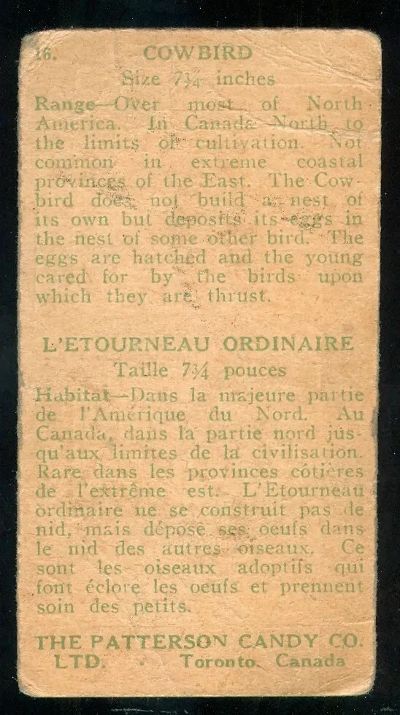 16. COWBIRD
Size 7¾ inches
Range—Over most of North
America. In Canada North to
the limits of cultivation. Not
common in extreme coastal
provinces of the East. The Cow-
bird does not build a nest of
its own but deposits its eggs in
the nest of some other bird. The
eggs are hatched and the young
cared for by the birds upon
which they are thrust.
L'ETOURNEAU ORDINAIRE
Taille 7¾ pouces
Habitat—Dans la majeure partie
de l'Amérique du Nord. Au
Canada, dans la partie nord jus-
qu'aux limites de la civilisation.
Rare dans les provinces côtières
de l'extrême est. L'Etourneau
ordinaire ne se construit pas de
nid, mais dépose ses oeufs dans
le nid des autres oiseaux. Ce
sont les oiseaux adoptifs qui
font éclore les oeufs et prennent
soin des petits.
THE PATTERSON CANDY CO.
LTD. Toronto, Canada